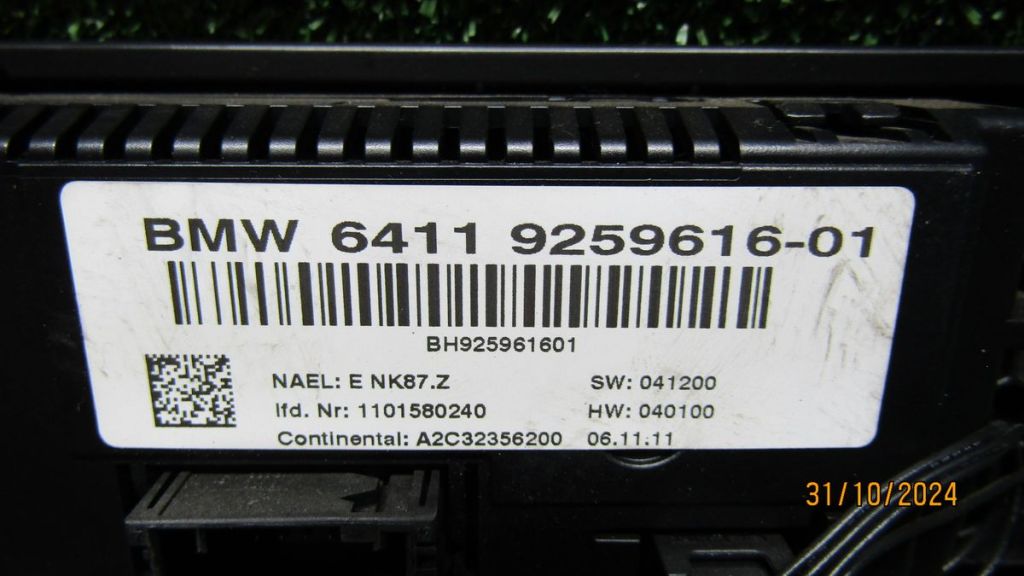 BMW 6411 9259616-01
BH925961601
NAEL: E NK87.Z SW: 041200
lfd. Nr: 1101580240 HW: 040100
Continental: A2C32356200 06.11.11
31/10/2024